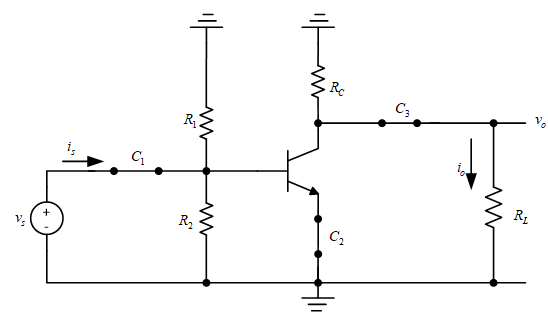 R_C
C_3
v_o
R_1
i_s
C_1
i_o
v_s
+
-
R_2
C_2
R_L